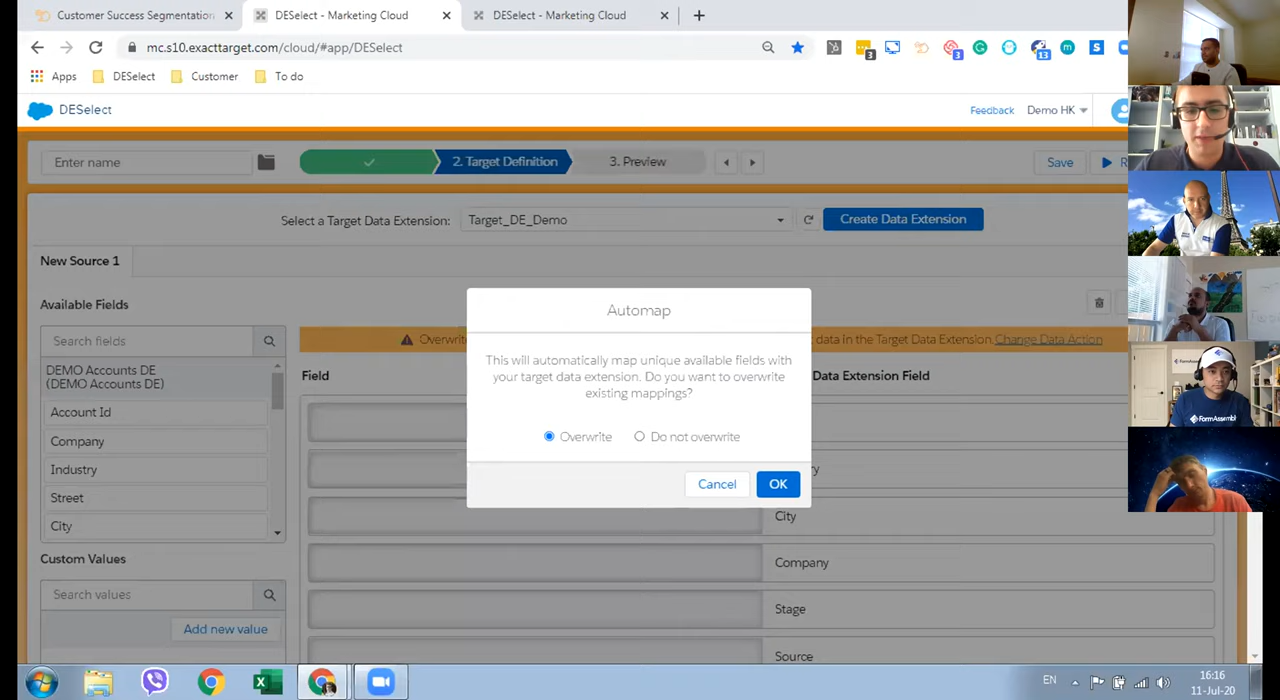 Customer Success Segmentation
DESelect - Marketing Cloud
DESelect - Marketing Cloud
mc.s10.exacttarget.com/cloud/#app/DESelect
3
3
13
S
Apps
DESelect
Customer
To do
DESelect
Feedback
Demo HK
Enter name
2. Target Definition
3. Preview
Save
R
Select a Target Data Extension:
Target_DE_Demo
Create Data Extension
New Source 1
Available Fields
Search fields
DEMO Accounts DE
(DEMO Accounts DE)
Account Id
Company
Industry
Street
City
Custom Values
Search values
Add new value
Overwrit
data in the Target Data Extension. Change Data Action
Field
Data Extension Field
City
Company
Stage
Source
Automap
This will automatically map unique available fields with
your target data extension. Do you want to overwrite
existing mappings?
Overwrite
Do not overwrite
Cancel
OK
FormAssembly
EN
16:16
11-Jul-20